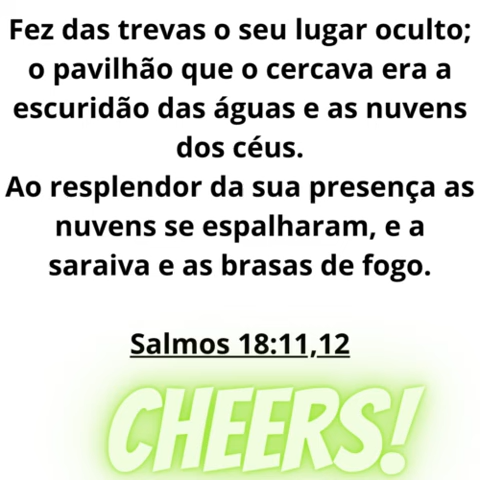 Fez das trevas o seu lugar oculto;
o pavilhão que o cercava era a
escuridão das águas e as nuvens
dos céus.
Ao resplendor da sua presença as
nuvens se espalharam, e a
saraiva e as brasas de fogo.
Salmos 18:11,12
CHEERS!